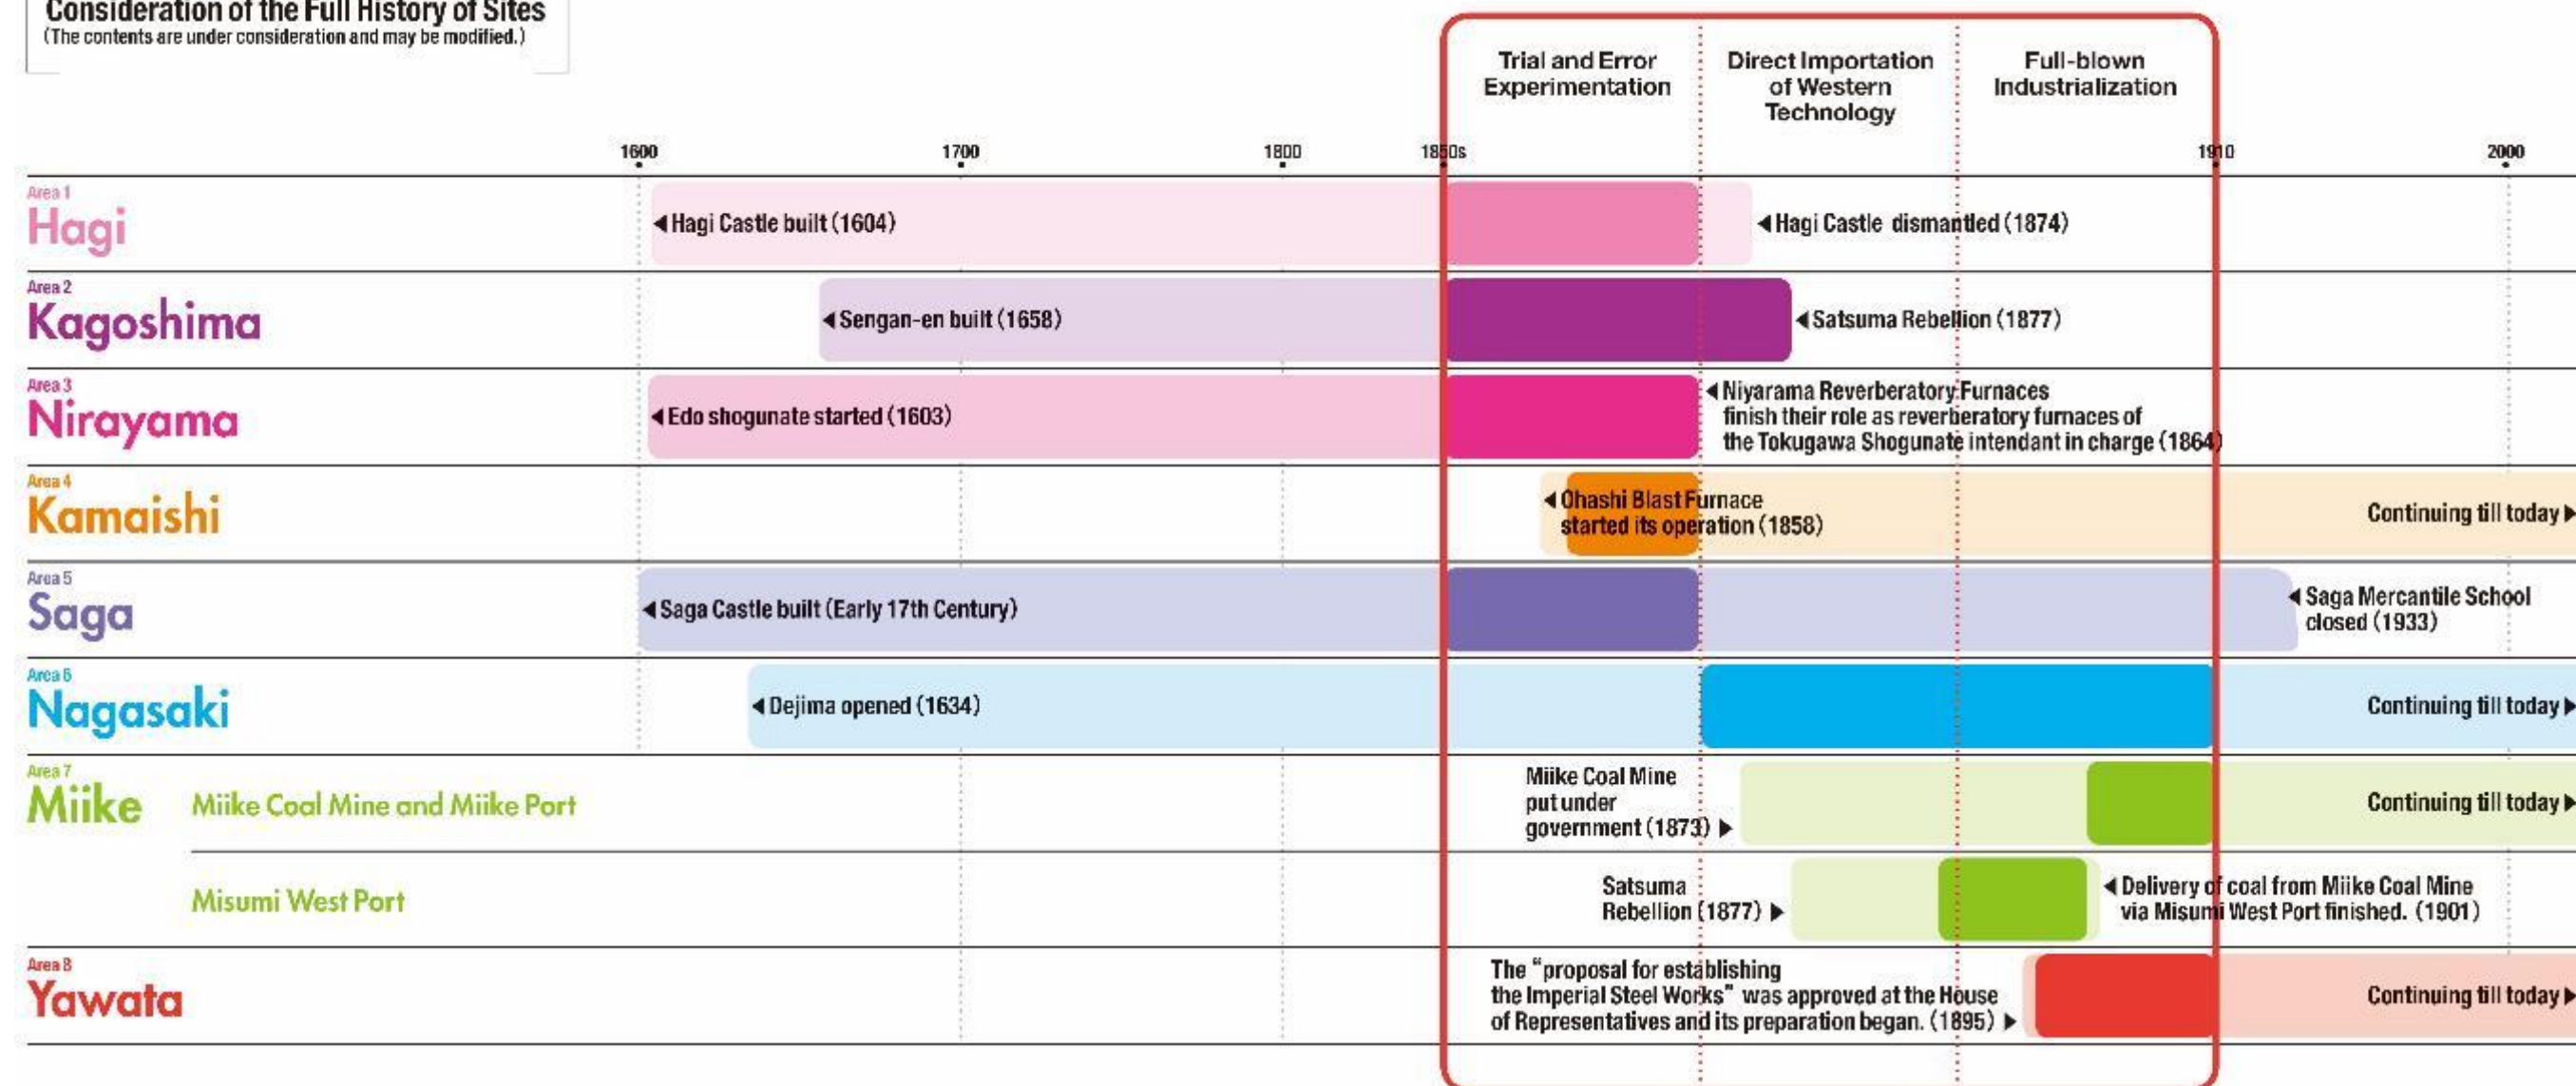 Consideration of the Full History of Sites
(The contents are under consideration and may be modified.)
Trial and Error
Experimentation
Direct Importation
of Western
Technology
Full-blown
Industrialization
1600
1700
1800
1850s
1910
2000
Area 1
Hagi
◀Hagi Castle built (1604)
◀Hagi Castle dismantled (1874)
Area 2
Kagoshima
◀Sengan-en built (1658)
◀Satsuma Rebellion (1877)
Area 3
Nirayama
◀Edo shogunate started (1603)
◀Niyarama Reverberatory Furnaces
finish their role as reverberatory furnaces of
the Tokugawa Shogunate intendant in charge (1864)
Area 4
Kamaishi
◀Ohashi Blast Furnace
started its operation (1858)
Continuing till today▶
Area 5
Saga
◀Saga Castle built (Early 17th Century)
◀Saga Mercantile School
closed (1933)
Area 6
Nagasaki
◀Dejima opened (1634)
Continuing till today▶
Area 7
Miike
Miike Coal Mine and Miike Port
Miike Coal Mine
put under
government (1873) ▶
Continuing till today▶
Misumi West Port
Satsuma
Rebellion (1877) ▶
◀Delivery of coal from Miike Coal Mine
via Misumi West Port finished. (1901)
Area 8
Yawata
The “proposal for establishing
the Imperial Steel Works” was approved at the House
of Representatives and its preparation began. (1895) ▶
Continuing till today▶